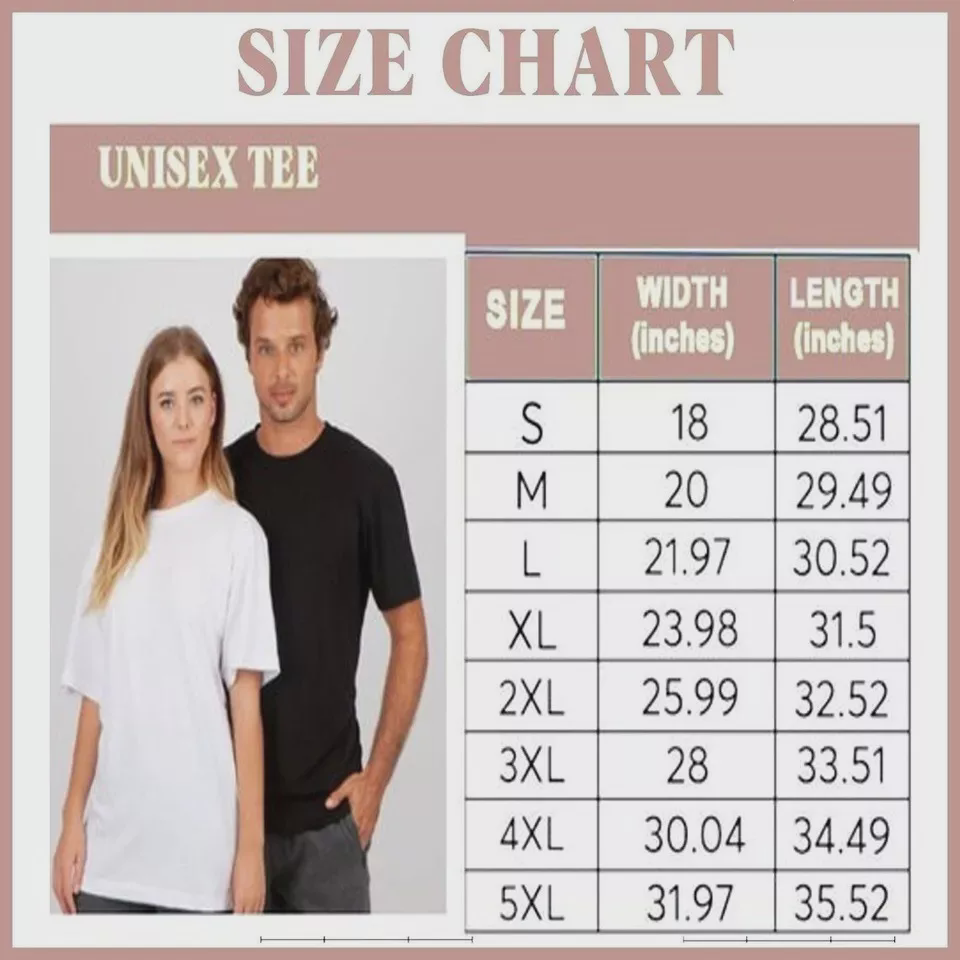 SIZE CHART
UNISEX TEE
SIZE WIDTH (inches) LENGTH (inches)
S 18 28.51
M 20 29.49
L 21.97 30.52
XL 23.98 31.5
2XL 25.99 32.52
3XL 28 33.51
4XL 30.04 34.49
5XL 31.97 35.52